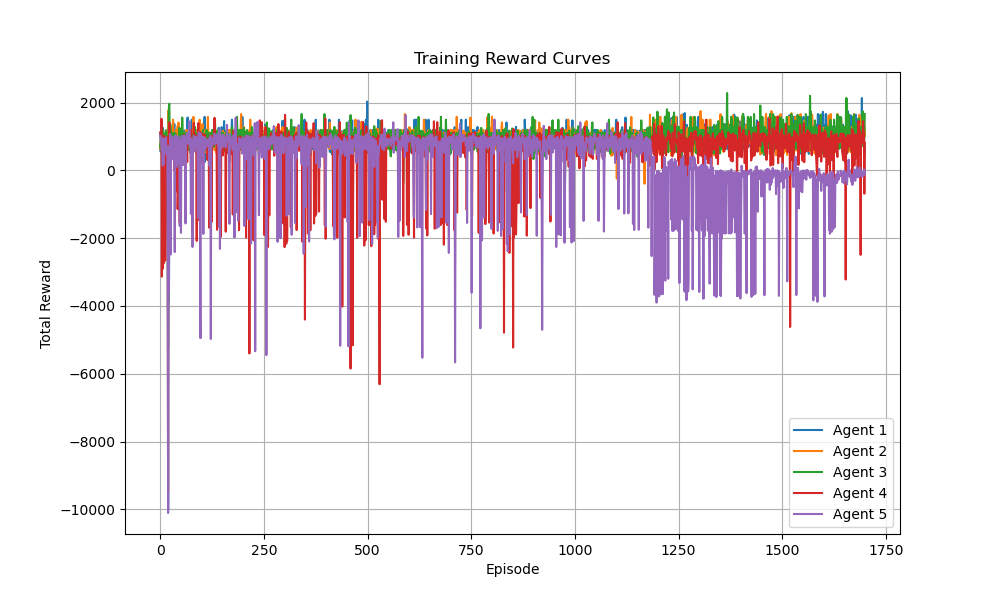 Training Reward Curves
Total Reward
2000
0
−2000
−4000
−6000
−8000
−10000
0 250 500 750 1000 1250 1500 1750
Episode
Agent 1
Agent 2
Agent 3
Agent 4
Agent 5